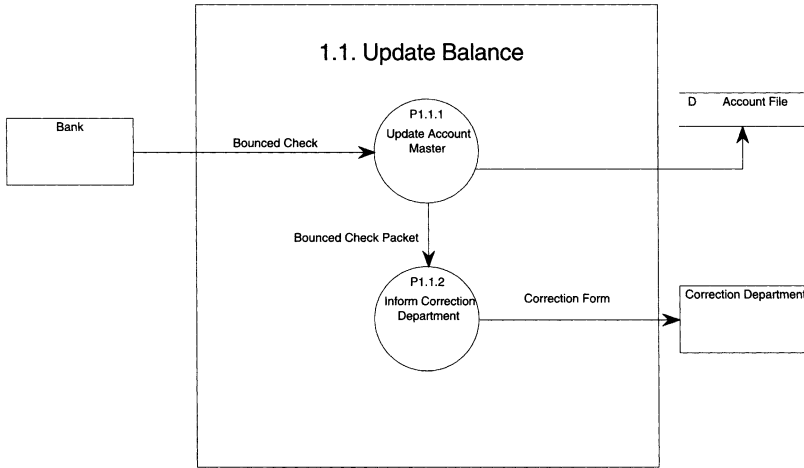 1.1. Update Balance
Bank
Bounced Check
P1.1.1
Update Account
Master
D Account File
Bounced Check Packet
P1.1.2
Inform Correction
Department
Correction Form
Correction Department